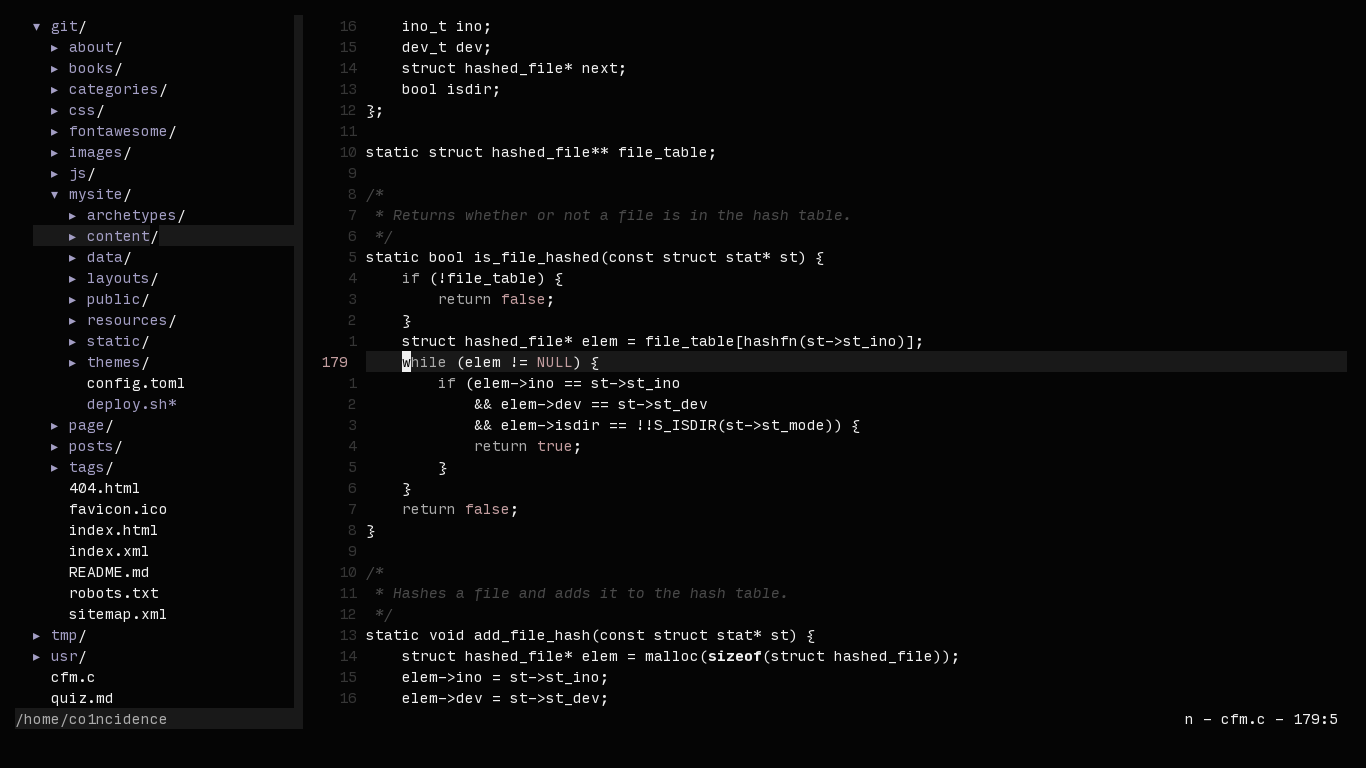 ▾ git/
▸ about/
▸ books/
▸ categories/
▸ css/
▸ fontawesome/
▸ images/
▸ js/
▾ mysite/
▸ archetypes/
▸ content/
▸ data/
▸ layouts/
▸ public/
▸ resources/
▸ static/
▸ themes/
config.toml
deploy.sh*
▸ page/
▸ posts/
▸ tags/
404.html
favicon.ico
index.html
index.xml
README.md
robots.txt
sitemap.xml
▸ tmp/
▸ usr/
cfm.c
quiz.md
/home/co1ncidence
16     ino_t ino;
15     dev_t dev;
14     struct hashed_file* next;
13     bool isdir;
12 };
11
10 static struct hashed_file** file_table;
9
8 /*
7  * Returns whether or not a file is in the hash table.
6  */
5 static bool is_file_hashed(const struct stat* st) {
4     if (!file_table) {
3         return false;
2     }
1     struct hashed_file* elem = file_table[hashfn(st->st_ino)];
179     while (elem != NULL) {
1         if (elem->ino == st->st_ino
2             && elem->dev == st->st_dev
3             && elem->isdir == !!S_ISDIR(st->st_mode)) {
4             return true;
5         }
6     }
7     return false;
8 }
9
10 /*
11  * Hashes a file and adds it to the hash table.
12  */
13 static void add_file_hash(const struct stat* st) {
14     struct hashed_file* elem = malloc(sizeof(struct hashed_file));
15     elem->ino = st->st_ino;
16     elem->dev = st->st_dev;
n – cfm.c – 179:5